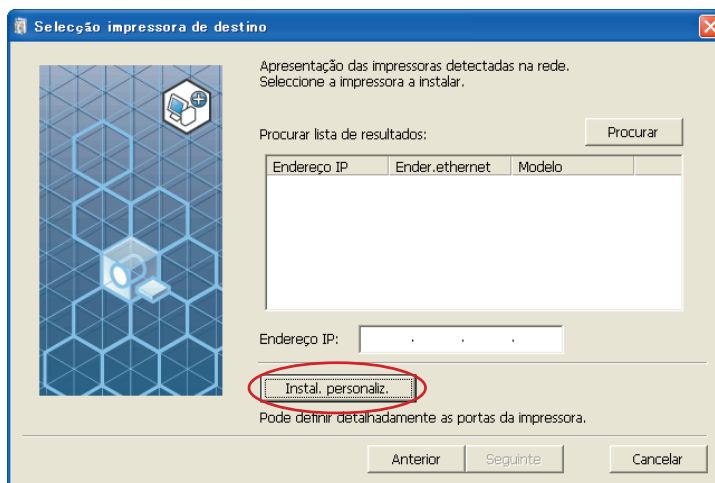 Selecção impressora de destino
Apresentação das impressoras detectadas na rede.
Seleccione a impressora a instalar.
Procurar lista de resultados:
Procurar
Endereço IP Ender.ethernet Modelo
Endereço IP: . . .
Instal. personaliz.
Pode definir detalhadamente as portas da impressora.
Anterior Seguinte Cancelar